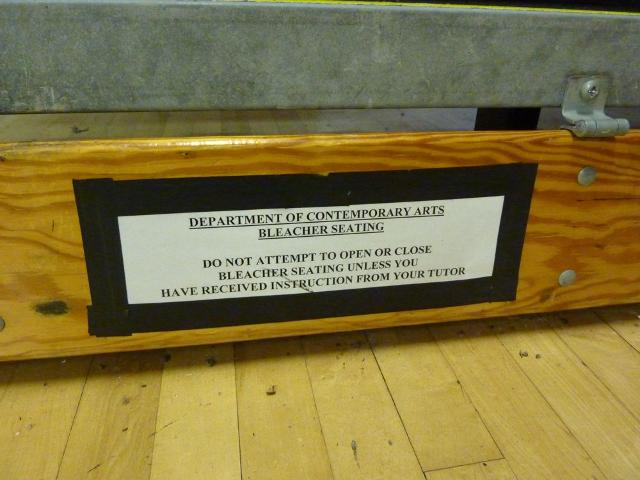 DEPARTMENT OF CONTEMPORARY ARTS
BLEACHER SEATING
DO NOT ATTEMPT TO OPEN OR CLOSE
BLEACHER SEATING UNLESS YOU
HAVE RECEIVED INSTRUCTION FROM YOUR TUTOR